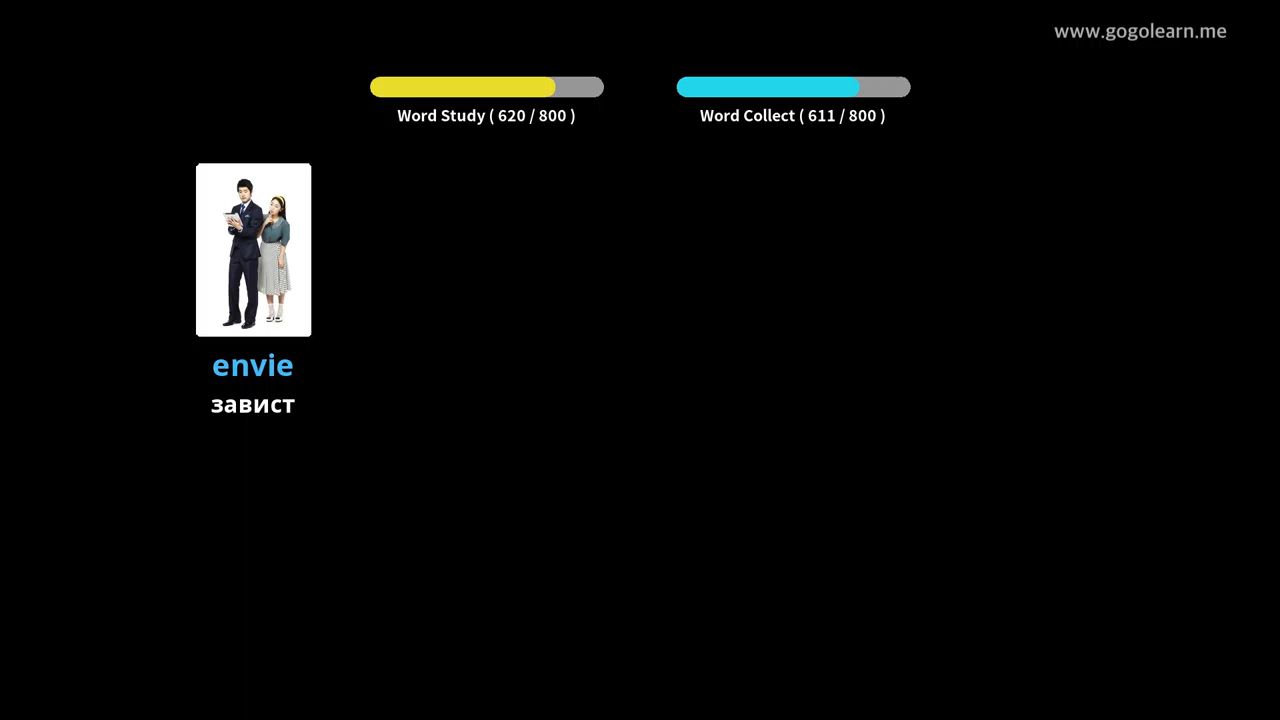 www.gogolearn.me
Word Study ( 620 / 800 )
Word Collect ( 611 / 800 )
envie
завист